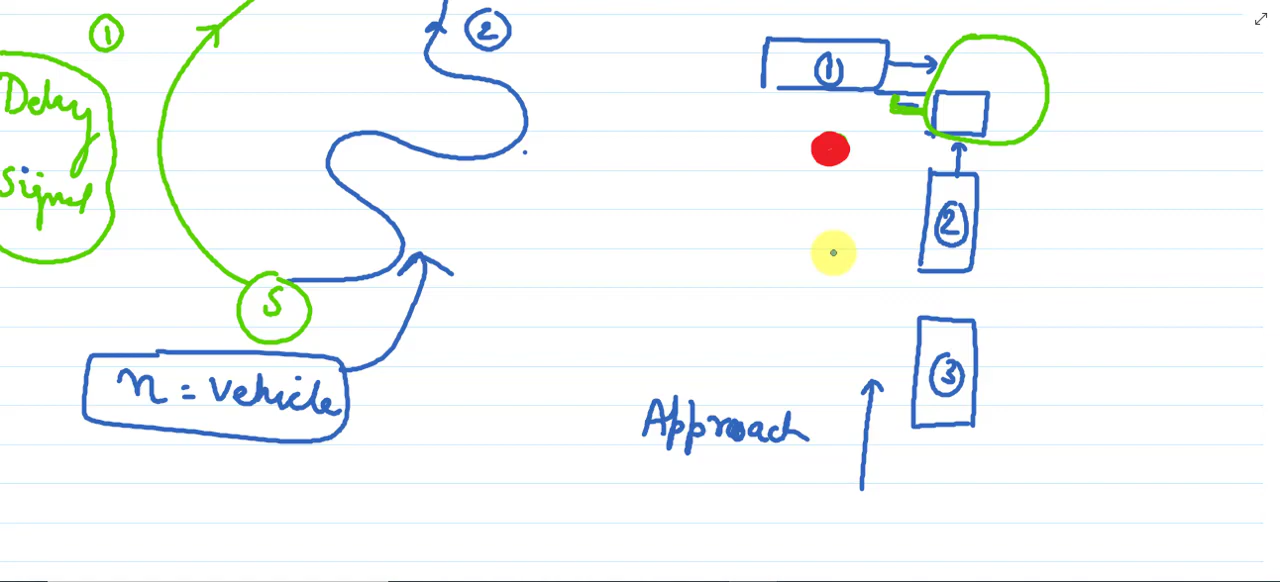 ①
②
Delay
Signal
S
n = vehicle
①
②
③
Approach